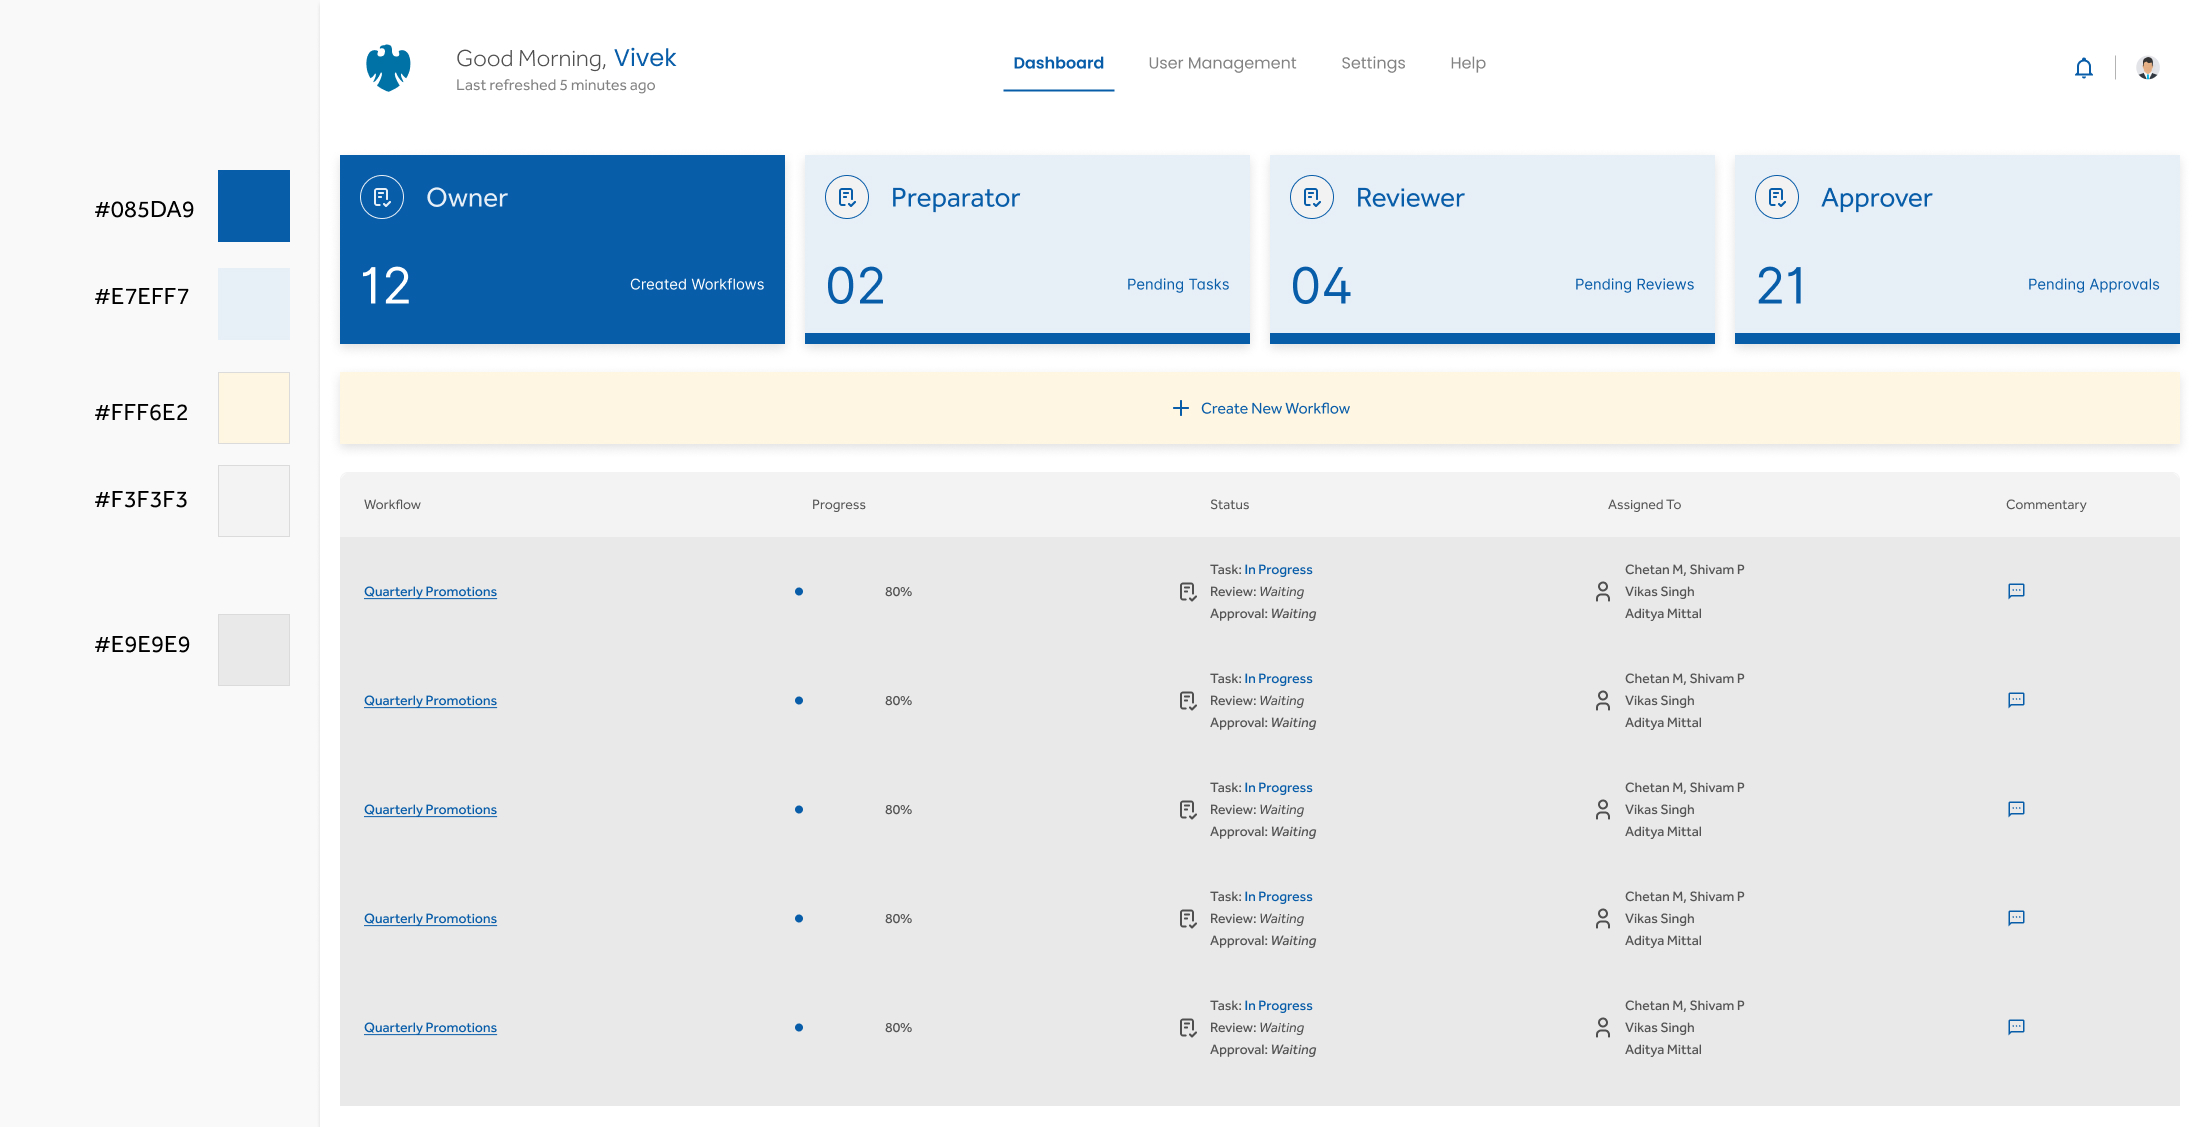 Good Morning, Vivek
Last refreshed 5 minutes ago
Dashboard
User Management
Settings
Help
#085DA9
#E7EFF7
#FFF6E2
#F3F3F3
#E9E9E9
Owner
12
Created Workflows
Preparator
02
Pending Tasks
Reviewer
04
Pending Reviews
Approver
21
Pending Approvals
Create New Workflow
Workflow
Progress
Status
Assigned To
Commentary
Quarterly Promotions
80%
Task: In Progress
Review: Waiting
Approval: Waiting
Chetan M, Shivam P
Vikas Singh
Aditya Mittal
Quarterly Promotions
80%
Task: In Progress
Review: Waiting
Approval: Waiting
Chetan M, Shivam P
Vikas Singh
Aditya Mittal
Quarterly Promotions
80%
Task: In Progress
Review: Waiting
Approval: Waiting
Chetan M, Shivam P
Vikas Singh
Aditya Mittal
Quarterly Promotions
80%
Task: In Progress
Review: Waiting
Approval: Waiting
Chetan M, Shivam P
Vikas Singh
Aditya Mittal
Quarterly Promotions
80%
Task: In Progress
Review: Waiting
Approval: Waiting
Chetan M, Shivam P
Vikas Singh
Aditya Mittal